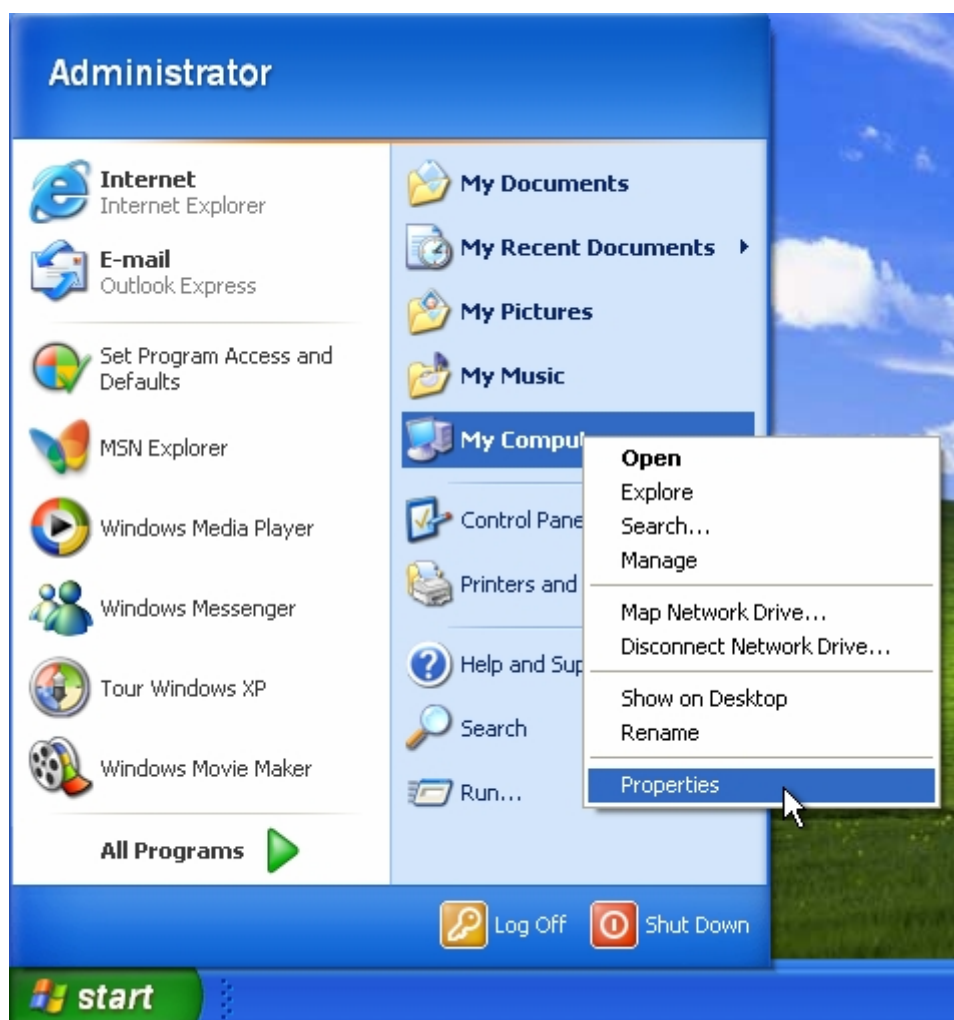 Administrator
Internet
Internet Explorer
E-mail
Outlook Express
Set Program Access and
Defaults
MSN Explorer
Windows Media Player
Windows Messenger
Tour Windows XP
Windows Movie Maker
All Programs
My Documents
My Recent Documents
My Pictures
My Music
My
Control
Printers and
Help and
Search
Run...
Open
Explore
Search...
Manage
Map Network Drive...
Disconnect Network Drive...
Show on Desktop
Rename
Properties
Log Off
Shut Down
start